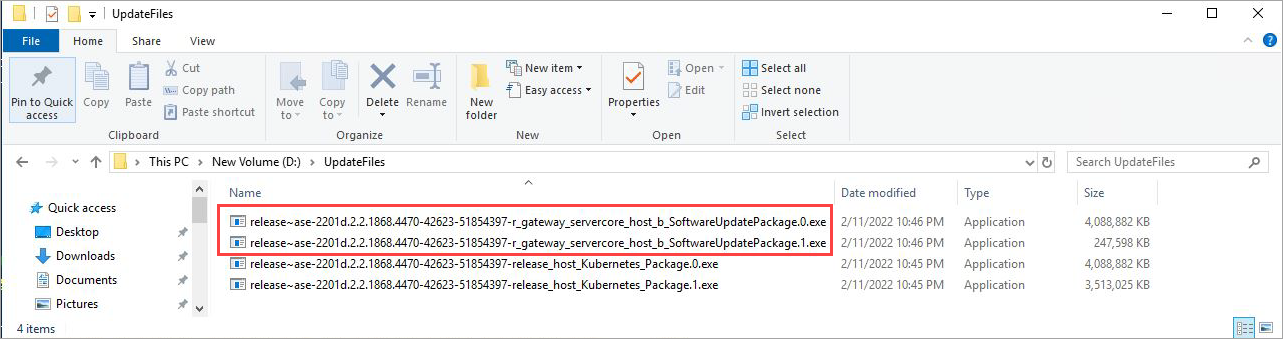 UpdateFiles
File Home Share View
Pin to Quick access
Copy
Paste
Cut
Copy path
Paste shortcut
Clipboard
Move to
Copy to
Delete
Rename
Organize
New folder
New item
Easy access
New
Properties
Open
Edit
Open
Select all
Select none
Invert selection
Select
This PC > New Volume (D:) > UpdateFiles
Search UpdateFiles
Quick access
Desktop
Downloads
Documents
Pictures
Name Date modified Type Size
release~ase-2201d.2.2.1868.4470-42623-51854397-r_gateway_servercore_host_b_SoftwareUpdatePackage.0.exe 2/11/2022 10:46 PM Application 4,088,882 KB
release~ase-2201d.2.2.1868.4470-42623-51854397-r_gateway_servercore_host_b_SoftwareUpdatePackage.1.exe 2/11/2022 10:46 PM Application 247,598 KB
release~ase-2201d.2.2.1868.4470-42623-51854397-release_host_Kubernetes_Package.0.exe 2/11/2022 10:45 PM Application 4,088,882 KB
release~ase-2201d.2.2.1868.4470-42623-51854397-release_host_Kubernetes_Package.1.exe 2/11/2022 10:45 PM Application 3,513,025 KB
4 items